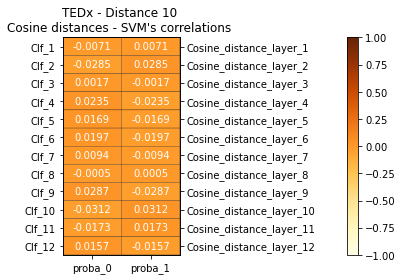 TEDx - Distance 10
Cosine distances - SVM's correlations
Clf_1 -0.0071 0.0071 Cosine_distance_layer_1
Clf_2 -0.0285 0.0285 Cosine_distance_layer_2
Clf_3 0.0017 -0.0017 Cosine_distance_layer_3
Clf_4 0.0235 -0.0235 Cosine_distance_layer_4
Clf_5 0.0169 -0.0169 Cosine_distance_layer_5
Clf_6 0.0197 -0.0197 Cosine_distance_layer_6
Clf_7 0.0094 -0.0094 Cosine_distance_layer_7
Clf_8 -0.0005 0.0005 Cosine_distance_layer_8
Clf_9 0.0287 -0.0287 Cosine_distance_layer_9
Clf_10 -0.0312 0.0312 Cosine_distance_layer_10
Clf_11 -0.0173 0.0173 Cosine_distance_layer_11
Clf_12 0.0157 -0.0157 Cosine_distance_layer_12
proba_0 proba_1
1.00
0.75
0.50
0.25
0.00
−0.25
−0.50
−0.75
−1.00